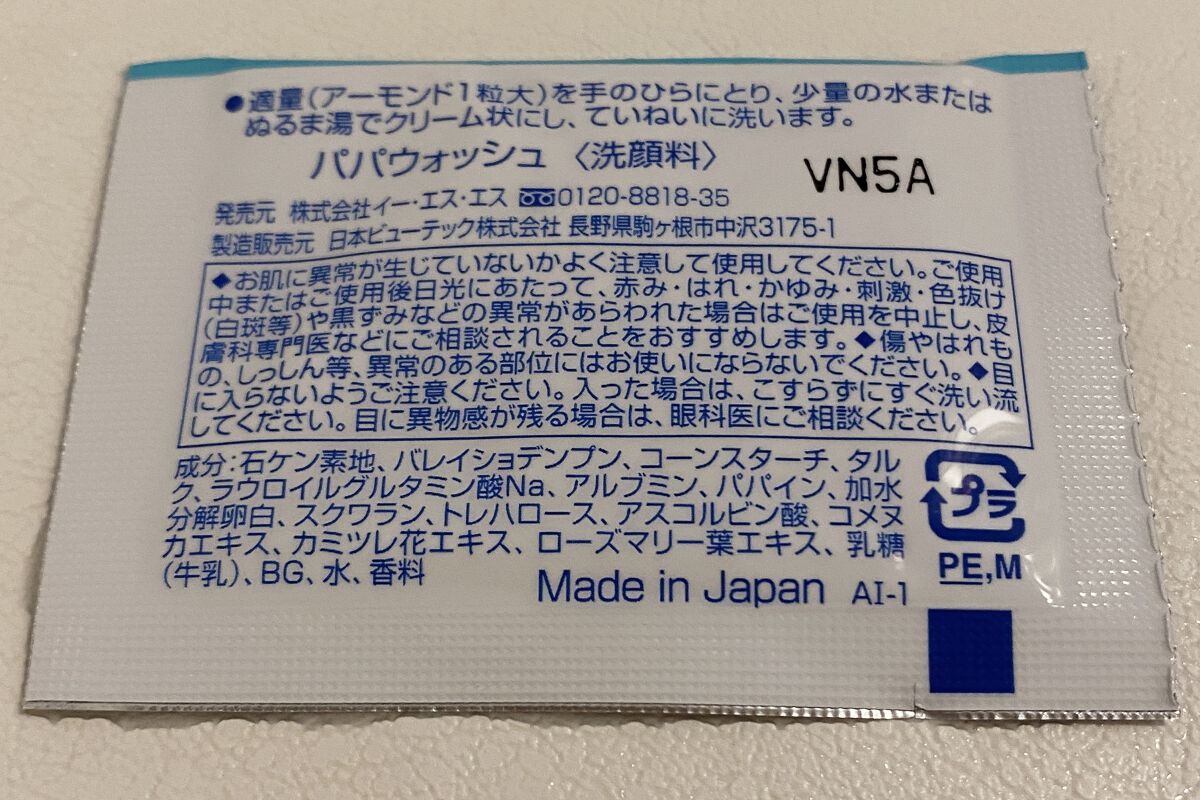 ●適量(アーモンド1粒大)を手のひらにとり、少量の水または
ぬるま湯でクリーム状にし、ていねいに洗います。
パパウォッシュ〈洗顔料〉
VN5A
発売元 株式会社イー・エス・エス 0120-8818-35
製造販売元 日本ビューテック株式会社 長野県駒ヶ根市中沢3175-1
◆お肌に異常が生じていないかよく注意して使用してください。ご使用
中またはご使用後日光にあたって、赤み・はれ・かゆみ・刺激・色抜け
(白斑等)や黒ずみなどの異常があらわれた場合はご使用を中止し、皮
膚科専門医などにご相談されることをおすすめします。◆傷やはれも
の、しっしん等、異常のある部位にはお使いにならないでください。◆目
に入らないようご注意ください。入った場合は、こすらずにすぐ洗い流
してください。目に異物感が残る場合は、眼科医にご相談ください。
成分:石ケン素地、バレイショデンプン、コーンスターチ、タル
ク、ラウロイルグルタミン酸Na、アルブミン、パパイン、加水
分解卵白、スクワラン、トレハロース、アスコルビン酸、コメヌ
カエキス、カミツレ花エキス、ローズマリー葉エキス、乳糖
(牛乳)、BG、水、香料
プラ
PE,M
Made in Japan AI-1